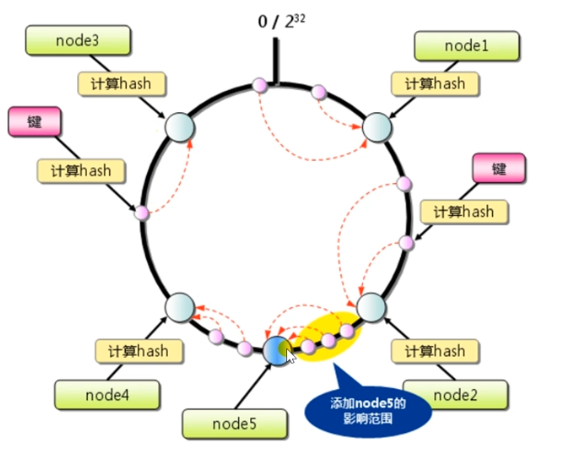 0 / 2³²
node3
node1
计算hash
计算hash
键
键
计算hash
计算hash
计算hash
计算hash
node4
node2
添加node5的
影响范围
node5